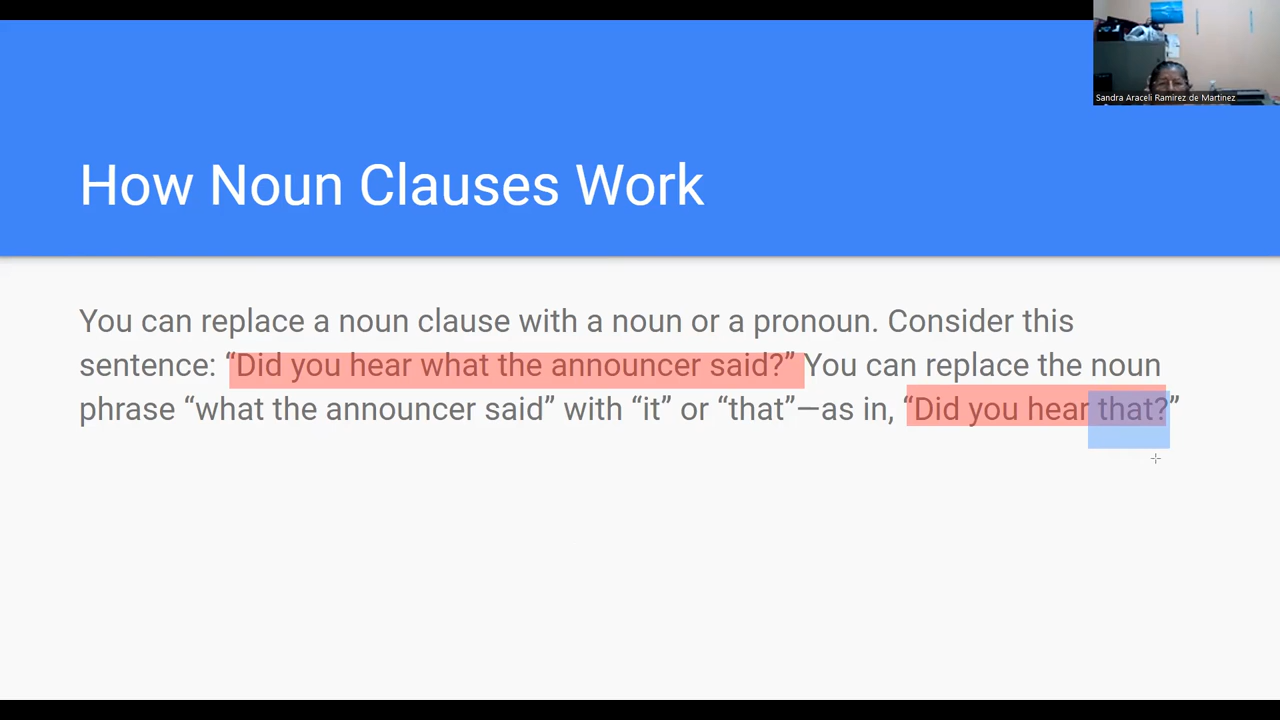 Sandra Araceli Ramirez de Martinez
How Noun Clauses Work
You can replace a noun clause with a noun or a pronoun. Consider this
sentence: “Did you hear what the announcer said?” You can replace the noun
phrase “what the announcer said” with “it” or “that”—as in, “Did you hear that?”